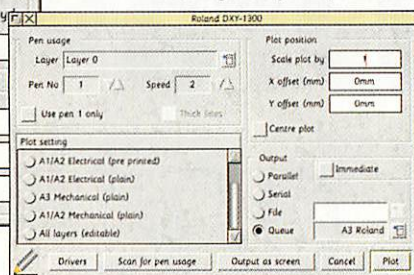 Roland DXY-1300
Pen usage
Layer Layer 0
Pen No 1 Speed 2
Use pen 1 only Thick lines
Plot setting
A1/A2 Electrical (pre printed)
A1/A2 Electrical (plain)
A3 Mechanical (plain)
A1/A2 Mechanical (plain)
All layers (editable)
Plot position
Scale plot by 1
X offset (mm) 0mm
Y offset (mm) 0mm
Centre plot
Output
Parallel Immediate
Serial
File
Queue A3 Roland
Drivers Scan for pen usage Output as screen Cancel Plot